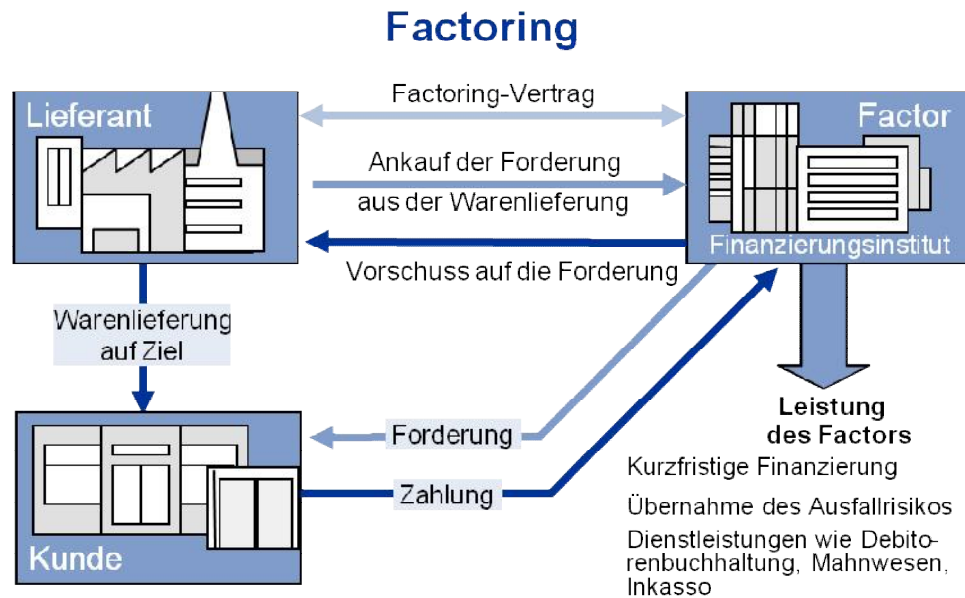 Factoring
Lieferant
Factoring-Vertrag
Factor
Ankauf der Forderung
aus der Warenlieferung
Finanzierungsinstitut
Vorschuss auf die Forderung
Warenlieferung
auf Ziel
Leistung
des Factors
Forderung
Kurzfristige Finanzierung
Zahlung
Übernahme des Ausfallrisikos
Dienstleistungen wie Debito-
renbuchhaltung, Mahnwesen,
Inkasso
Kunde